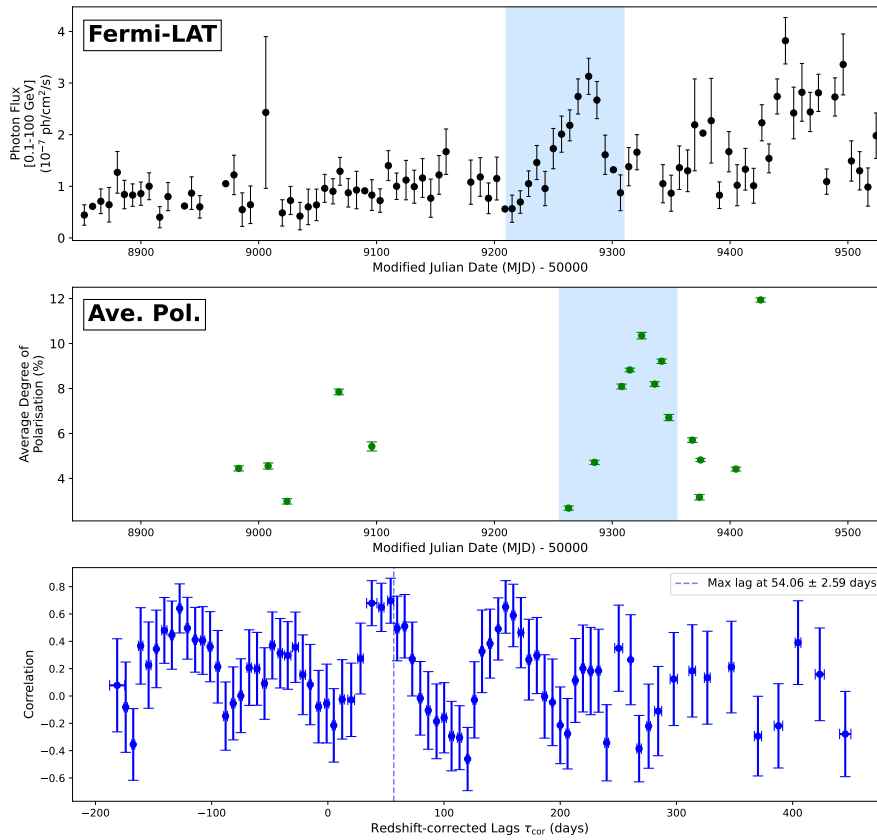 Fermi-LAT
Photon Flux
[0.1-100 GeV]
(10⁻⁷ ph/cm²/s)
4
3
2
1
0
8900 9000 9100 9200 9300 9400 9500
Modified Julian Date (MJD) - 50000
Ave. Pol.
Average Degree of
Polarisation (%)
12
10
8
6
4
8900 9000 9100 9200 9300 9400 9500
Modified Julian Date (MJD) - 50000
Max lag at 54.06 ± 2.59 days
Correlation
0.8
0.6
0.4
0.2
0.0
−0.2
−0.4
−0.6
−200 −100 0 100 200 300 400
Redshift-corrected Lags τcor (days)